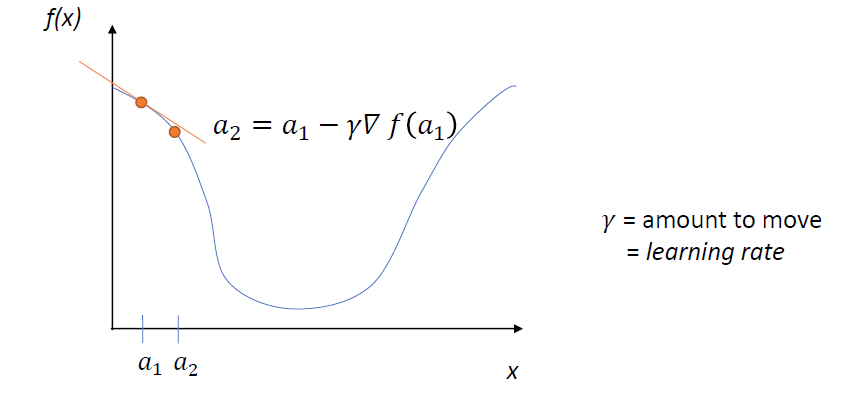 f(x)
a₂ = a₁ − γ∇ f(a₁)
γ = amount to move
= learning rate
a₁ a₂
x